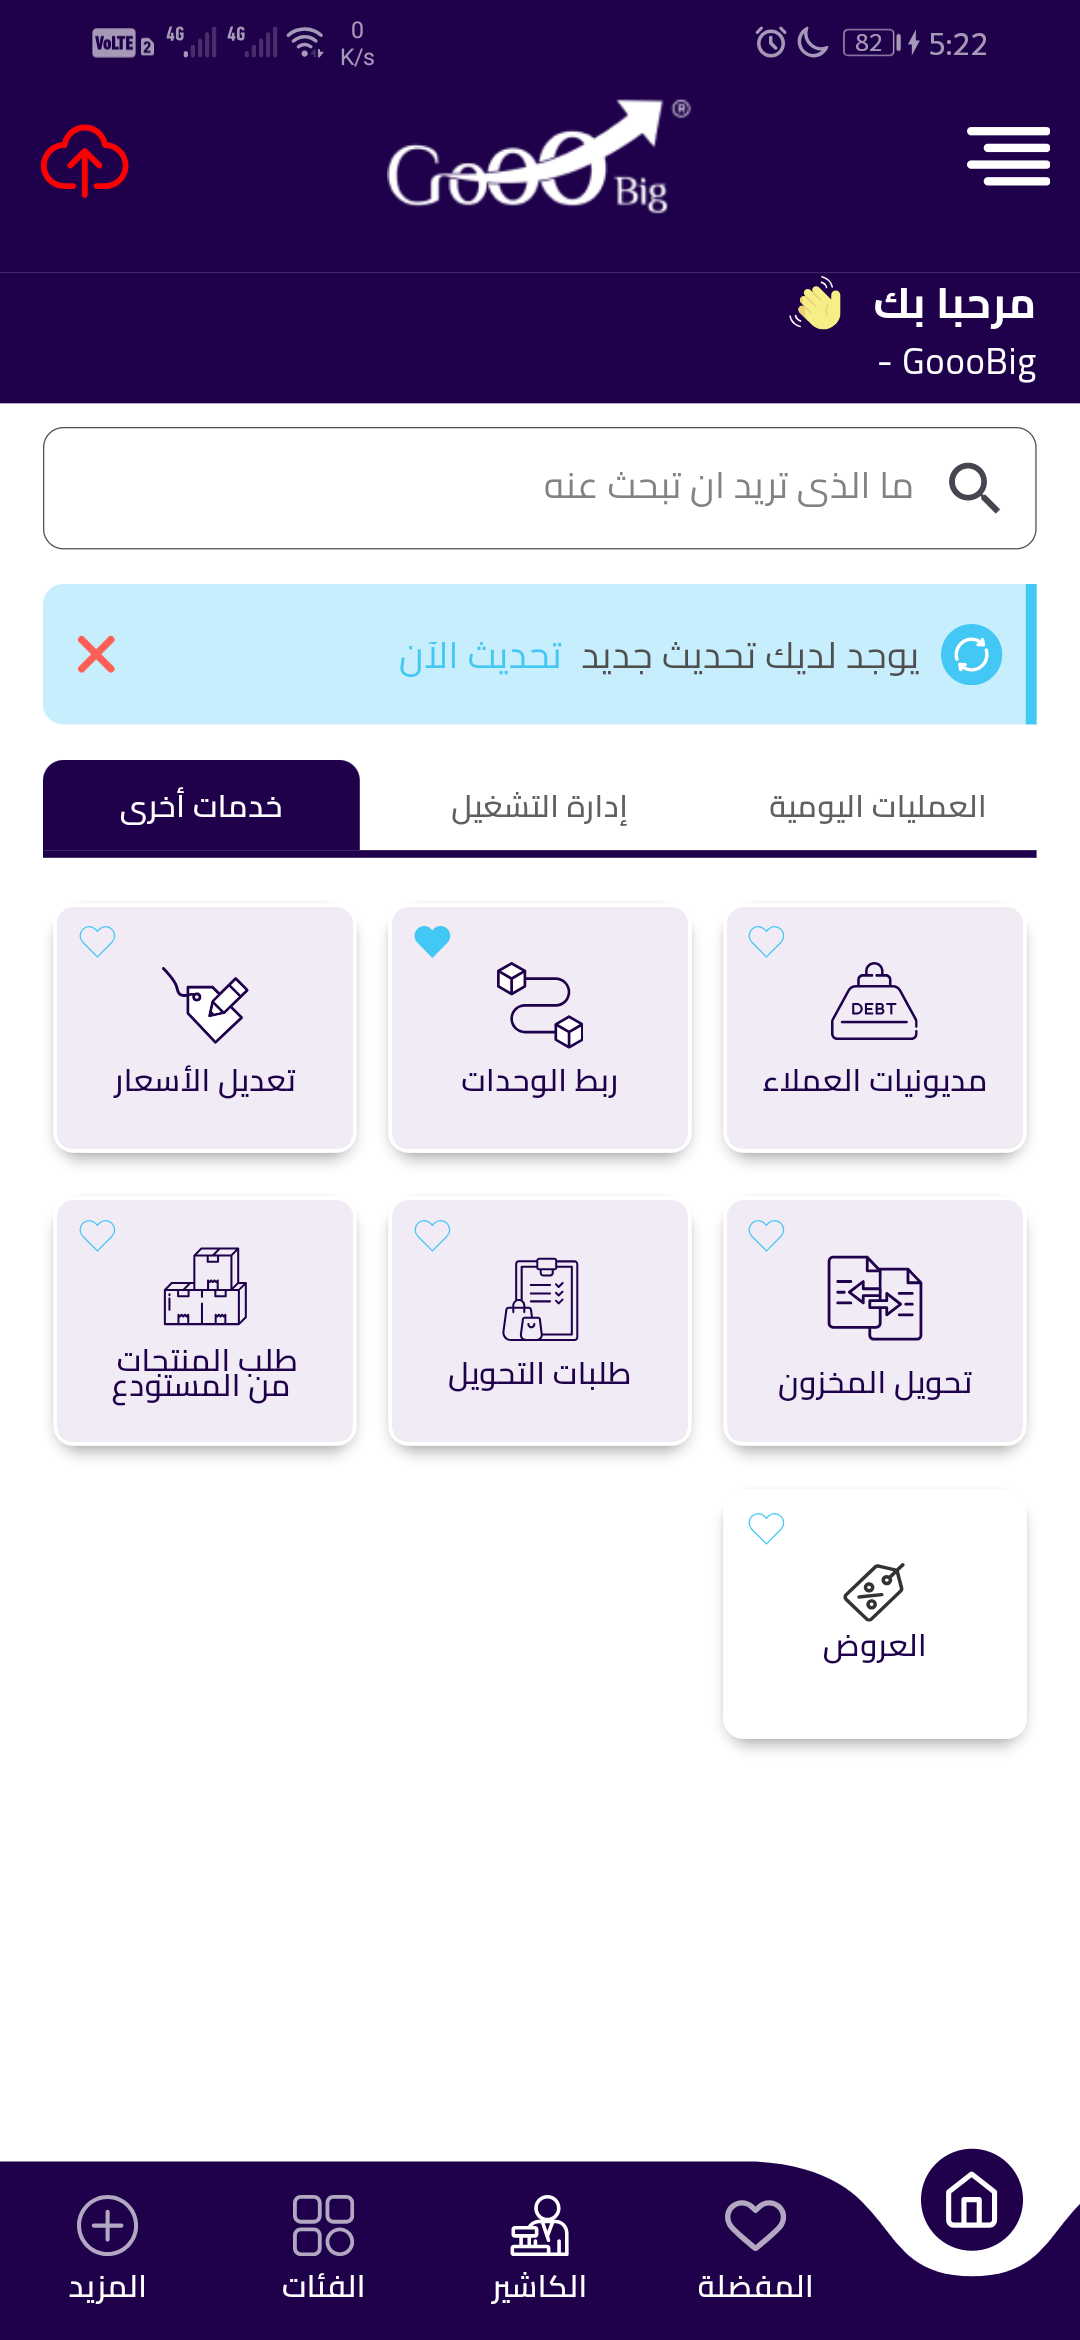 VoLTE 2 4G 4G 0 K/s 82 5:22
GoOO Big ®
مرحبا بك
GoooBig -
ما الذى تريد ان تبحث عنه
يوجد لديك تحديث جديد تحديث الآن
العمليات اليومية إدارة التشغيل خدمات أخرى
DEBT
مديونيات العملاء ربط الوحدات تعديل الأسعار
تحويل المخزون طلبات التحويل طلب المنتجات
من المستودع
العروض
المفضلة الكاشير الفئات المزيد